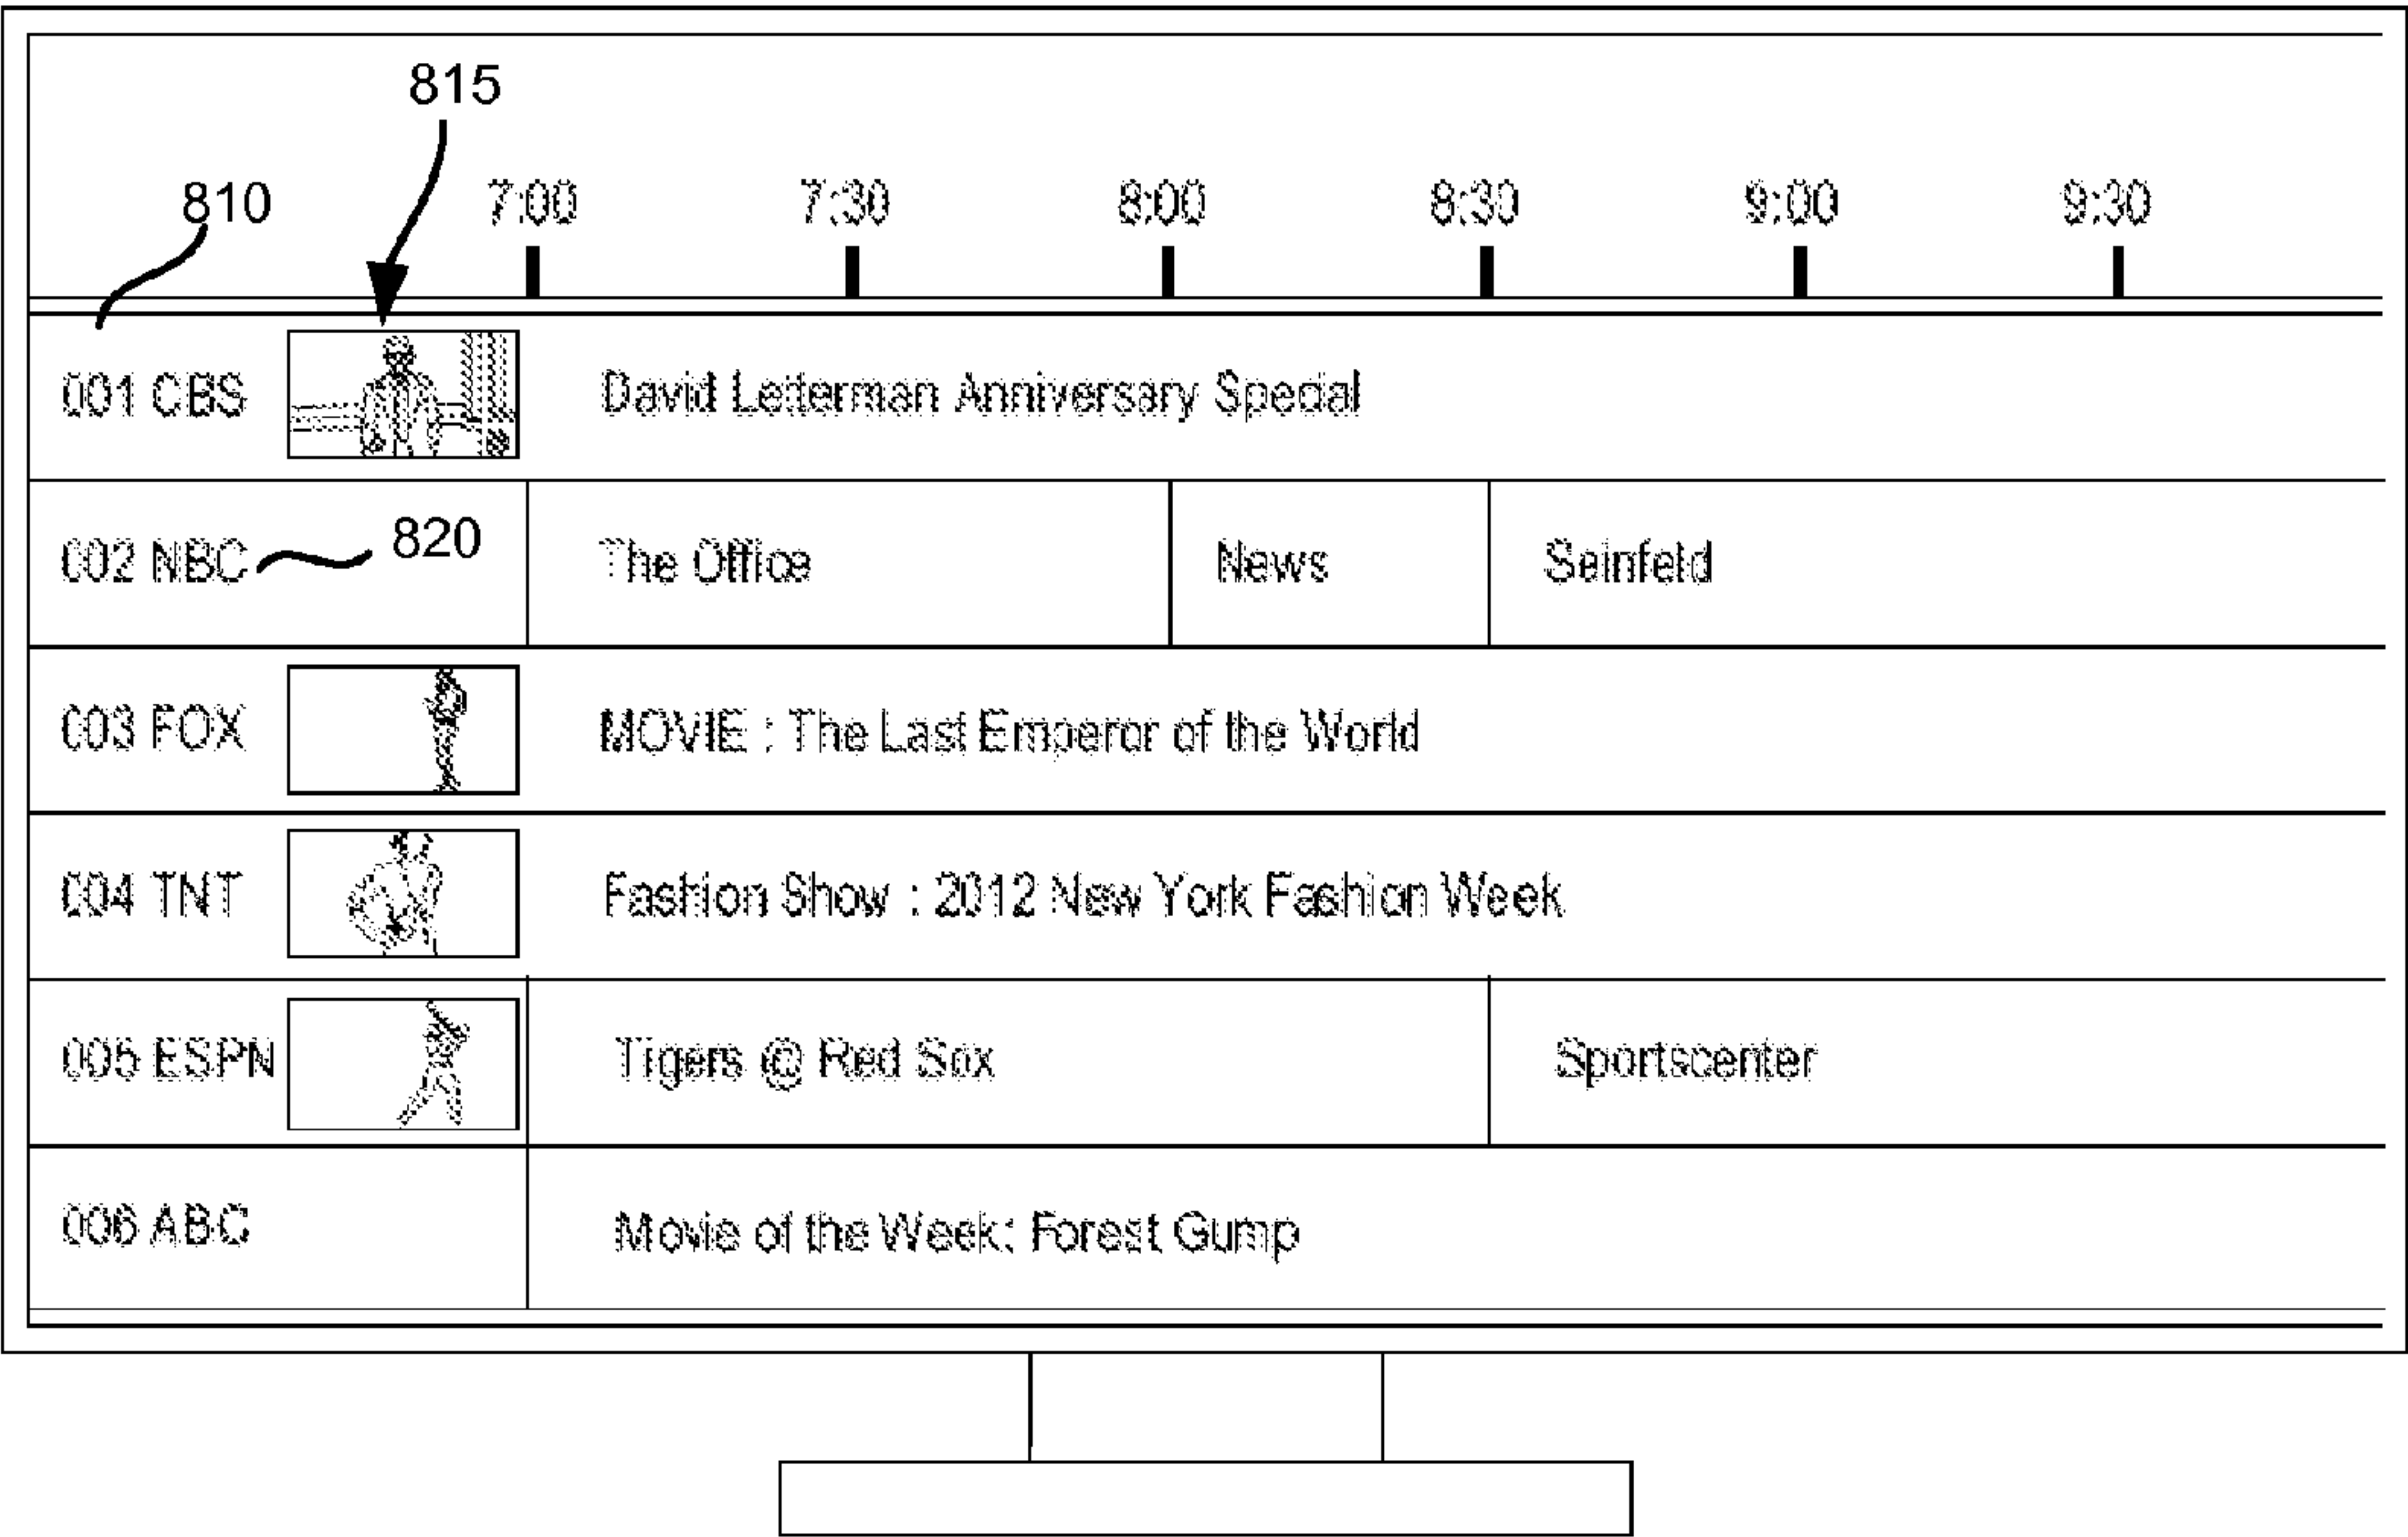 815
810 7:00 7:30 8:00 8:30 9:00 9:30
001 CBS David Letterman Anniversary Special
002 NBC 820 The Office News Seinfeld
003 FOX MOVIE : The Last Emperor of the World
004 TNT Fashion Show : 2012 New York Fashion Week
005 ESPN Tigers @ Red Sox Sportscenter
006 ABC Movie of the Week: Forest Gump